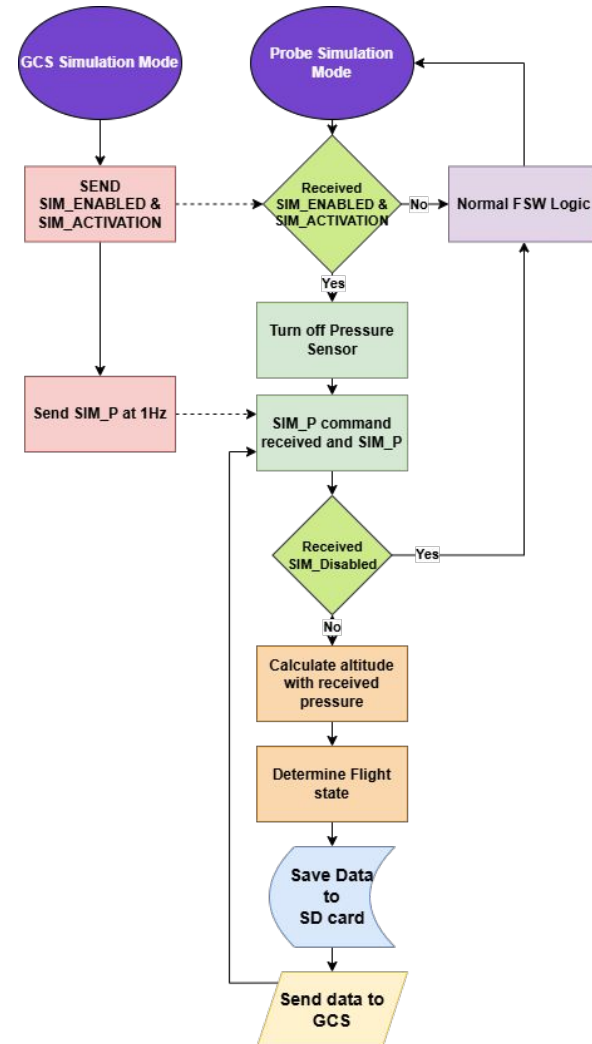 GCS Simulation Mode
Probe Simulation
Mode
SEND
SIM_ENABLED &
SIM_ACTIVATION
Received
SIM_ENABLED &
SIM_ACTIVATION
No
Normal FSW Logic
Yes
Turn off Pressure
Sensor
Send SIM_P at 1Hz
SIM_P command
received and SIM_P
Received
SIM_Disabled
Yes
No
Calculate altitude
with received
pressure
Determine Flight
state
Save Data
to
SD card
Send data to
GCS